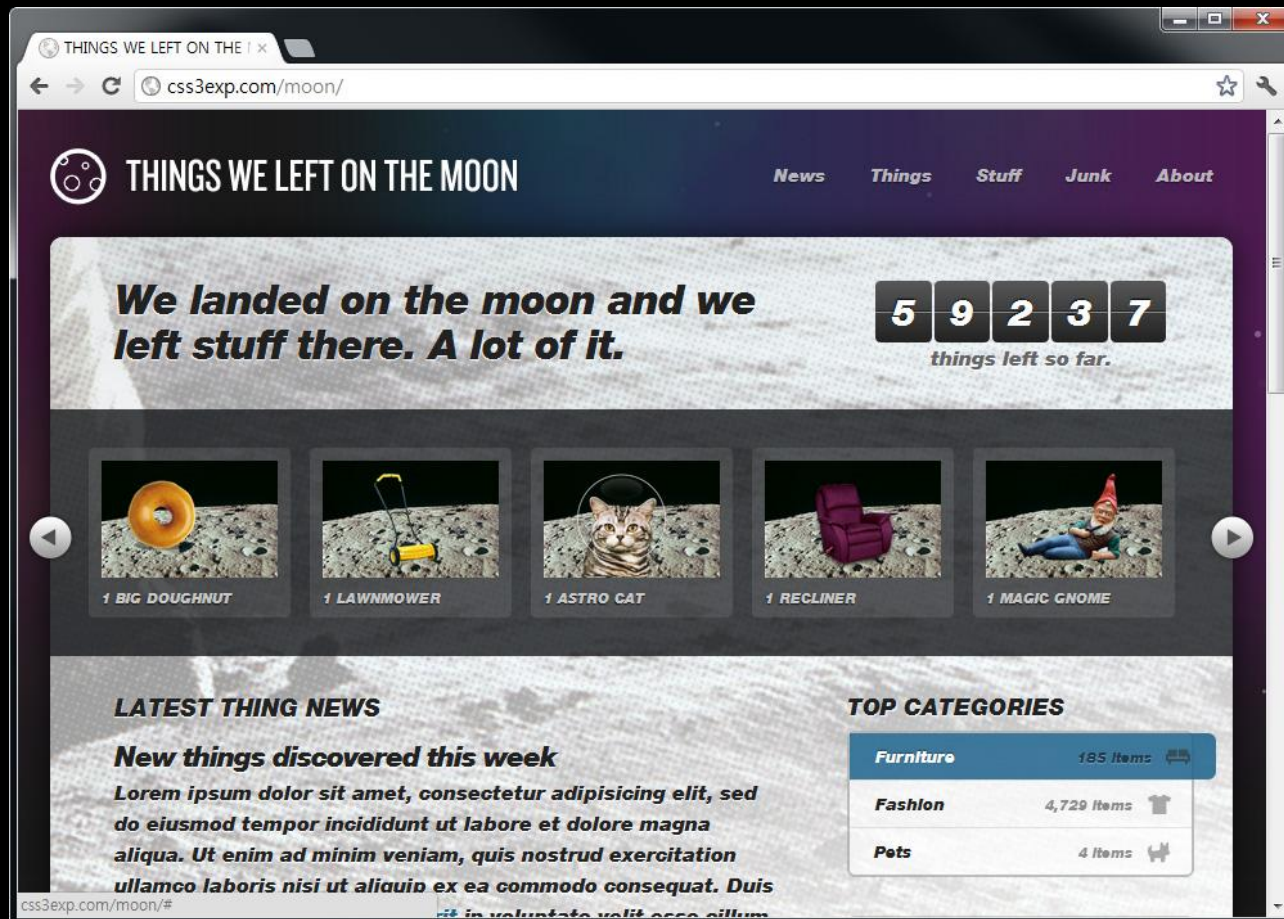 THINGS WE LEFT ON THE
css3exp.com/moon/
THINGS WE LEFT ON THE MOON
News Things Stuff Junk About
We landed on the moon and we
left stuff there. A lot of it.
5 9 2 3 7
things left so far.
1 BIG DOUGHNUT
1 LAWNMOWER
1 ASTRO CAT
1 RECLINER
1 MAGIC GNOME
LATEST THING NEWS
New things discovered this week
Lorem ipsum dolor sit amet, consectetur adipisicing elit, sed
do eiusmod tempor incididunt ut labore et dolore magna
aliqua. Ut enim ad minim veniam, quis nostrud exercitation
ullamco laboris nisi ut aliquip ex ea commodo consequat. Duis
in voluptate velit esse cillum
TOP CATEGORIES
Furniture 185 Items
Fashion 4,729 Items
Pets 4 Items
css3exp.com/moon/#